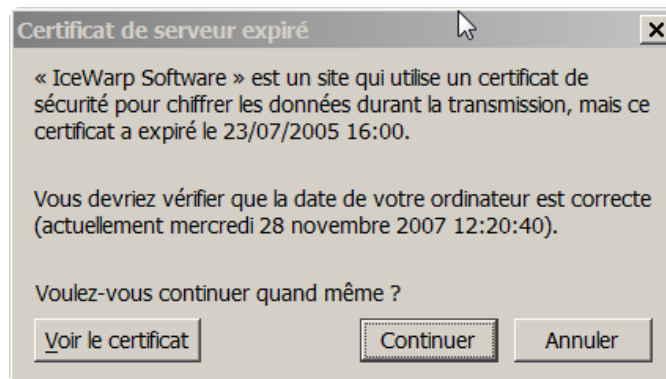 Certificat de serveur expiré
« IceWarp Software » est un site qui utilise un certificat de
sécurité pour chiffrer les données durant la transmission, mais ce
certificat a expiré le 23/07/2005 16:00.
Vous devriez vérifier que la date de votre ordinateur est correcte
(actuellement mercredi 28 novembre 2007 12:20:40).
Voulez-vous continuer quand même ?
Voir le certificat Continuer Annuler